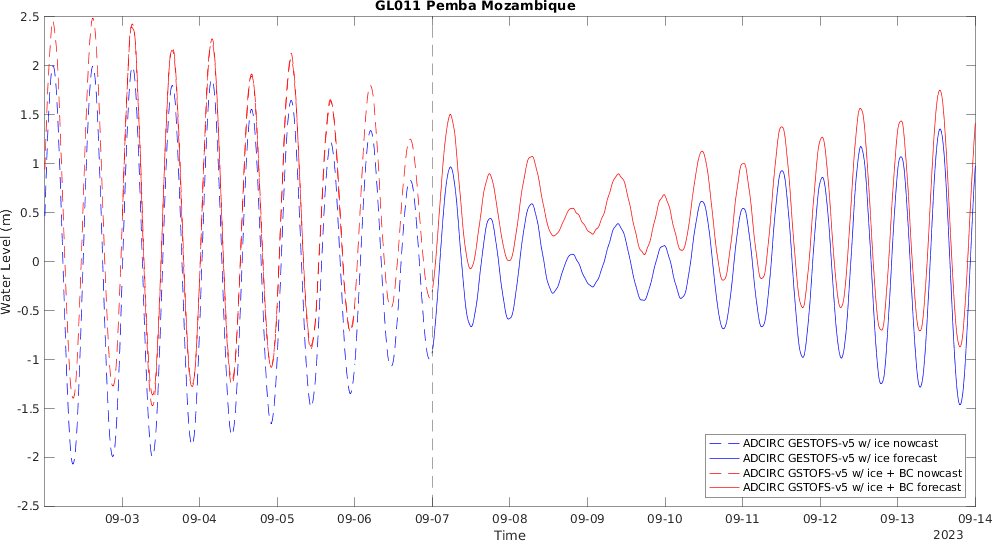 GL011 Pemba Mozambique
2.5
2
1.5
1
0.5
0
-0.5
-1
-1.5
-2
-2.5
Water Level (m)
09-03 09-04 09-05 09-06 09-07 09-08 09-09 09-10 09-11 09-12 09-13 09-14
Time
2023
ADCIRC GESTOFS-v5 w/ ice nowcast
ADCIRC GESTOFS-v5 w/ ice forecast
ADCIRC GSTOFS-v5 w/ ice + BC nowcast
ADCIRC GSTOFS-v5 w/ ice + BC forecast